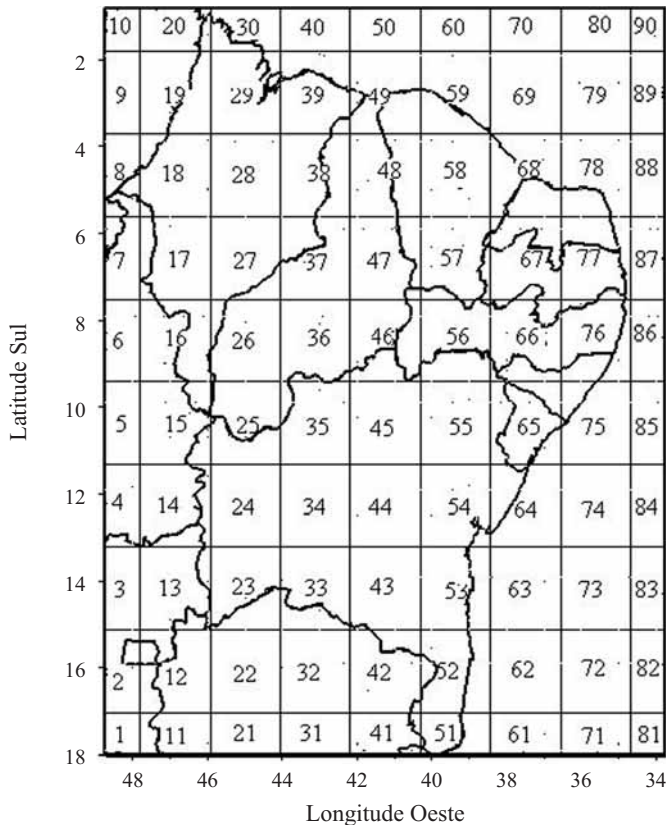 10 20 30 40 50 60 70 80 90
2
9 19 29 39 49 59 69 79 89
4
8 18 28 38 48 58 68 78 88
6
7 17 27 37 47 57 67 77 87
8
6 16 26 36 46 56 66 76 86
10
5 15 25 35 45 55 65 75 85
12
4 14 24 34 44 54 64 74 84
14
3 13 23 33 43 53 63 73 83
16
2 12 22 32 42 52 62 72 82
1 11 21 31 41 51 61 71 81
18
48 46 44 42 40 38 36 34
Latitude Sul
Longitude Oeste